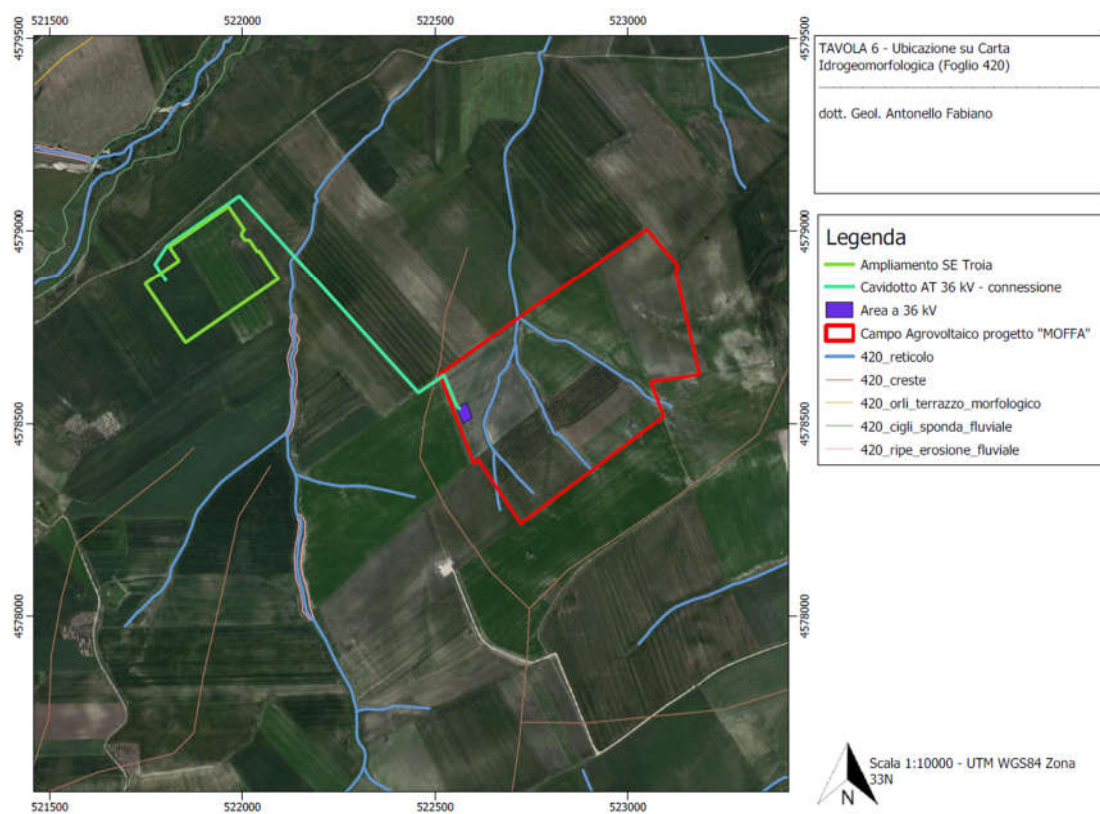 521500 522000 522500 523000
4579500 4579500
4579000 4579000
4578500 4578500
4578000 4578000
521500 522000 522500 523000
TAVOLA 6 - Ubicazione su Carta
Idrogeomorfologica (Foglio 420)
dott. Geol. Antonello Fabiano
Legenda
Ampliamento SE Troia
Cavidotto AT 36 kV - connessione
Area a 36 kV
Campo Agrovoltaico progetto "MOFFA"
420_reticolo
420_creste
420_orli_terrazzo_morfologico
420_cigli_sponda_fluviale
420_ripe_erosione_fluviale
N
Scala 1:10000 - UTM WGS84 Zona
33N